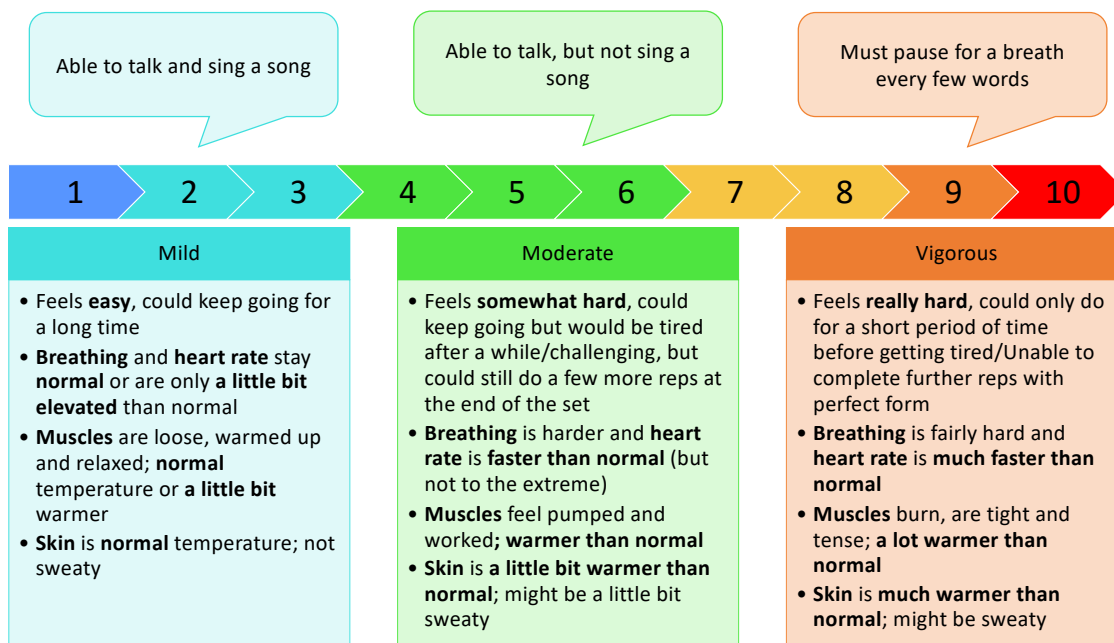 Able to talk and sing a song
Able to talk, but not sing a
song
Must pause for a breath
every few words
1 2 3 4 5 6 7 8 9 10
Mild
• Feels easy, could keep going for
a long time
• Breathing and heart rate stay
normal or are only a little bit
elevated than normal
• Muscles are loose, warmed up
and relaxed; normal
temperature or a little bit
warmer
• Skin is normal temperature; not
sweaty
Moderate
• Feels somewhat hard, could
keep going but would be tired
after a while/challenging, but
could still do a few more reps at
the end of the set
• Breathing is harder and heart
rate is faster than normal (but
not to the extreme)
• Muscles feel pumped and
worked; warmer than normal
• Skin is a little bit warmer than
normal; might be a little bit
sweaty
Vigorous
• Feels really hard, could only do
for a short period of time
before getting tired/Unable to
complete further reps with
perfect form
• Breathing is fairly hard and
heart rate is much faster than
normal
• Muscles burn, are tight and
tense; a lot warmer than
normal
• Skin is much warmer than
normal; might be sweaty